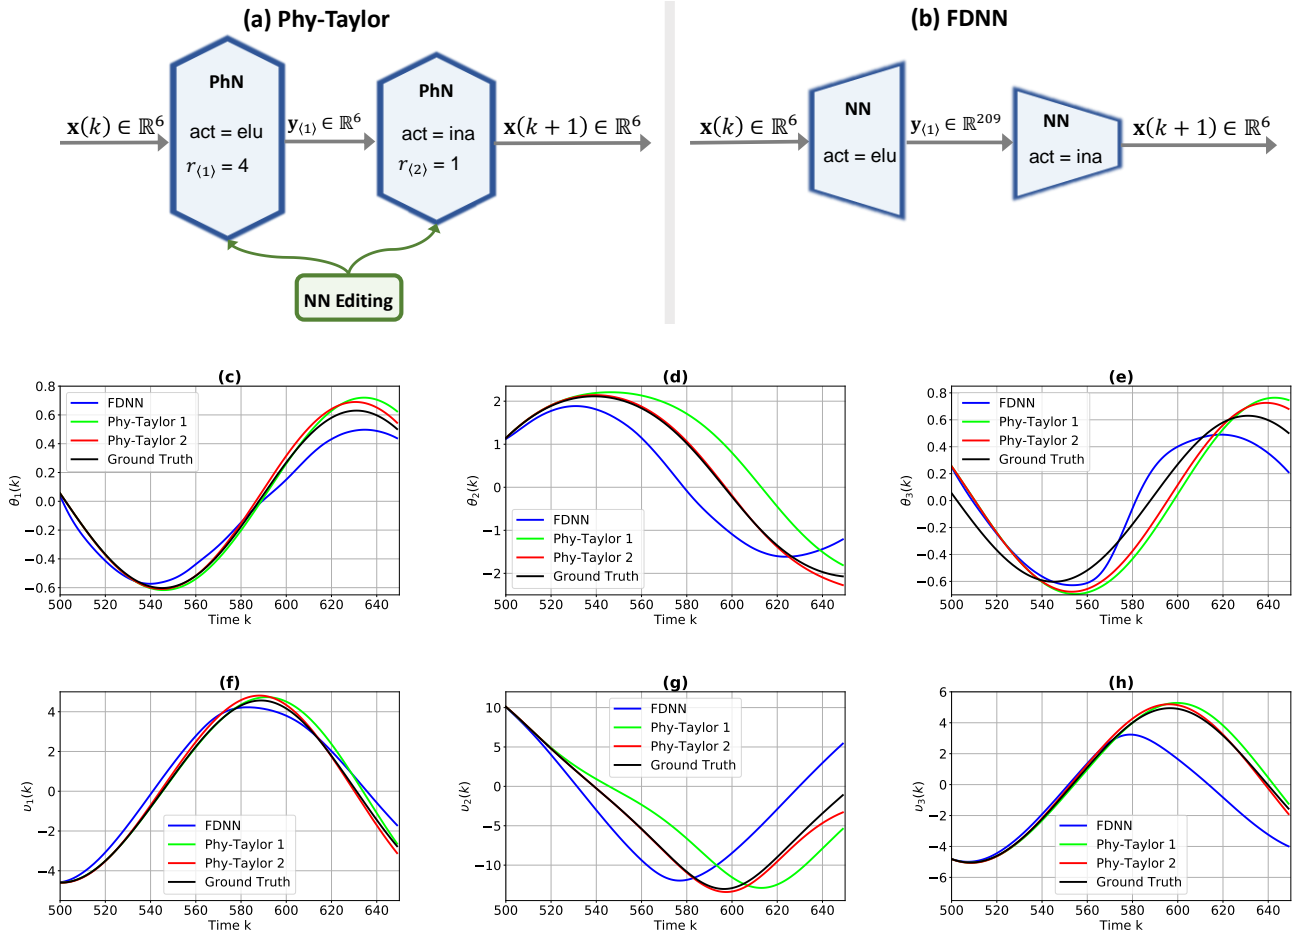 (a) Phy-Taylor
(b) FDNN
PhN
act = elu
r⟨1⟩ = 4
PhN
act = ina
r⟨2⟩ = 1
x(k) ∈ ℝ⁶
y⟨1⟩ ∈ ℝ⁶
x(k + 1) ∈ ℝ⁶
NN Editing
x(k) ∈ ℝ⁶
NN
act = elu
y⟨1⟩ ∈ ℝ²⁰⁹
NN
act = ina
x(k + 1) ∈ ℝ⁶
(c)
θ₁(k)
0.8
0.6
0.4
0.2
0.0
−0.2
−0.4
−0.6
FDNN
Phy-Taylor 1
Phy-Taylor 2
Ground Truth
500 520 540 560 580 600 620 640
Time k
(d)
θ₂(k)
2
1
0
−1
−2
FDNN
Phy-Taylor 1
Phy-Taylor 2
Ground Truth
500 520 540 560 580 600 620 640
Time k
(e)
θ₃(k)
0.8
0.6
0.4
0.2
0.0
−0.2
−0.4
−0.6
FDNN
Phy-Taylor 1
Phy-Taylor 2
Ground Truth
500 520 540 560 580 600 620 640
Time k
(f)
υ₁(k)
4
2
0
−2
−4
FDNN
Phy-Taylor 1
Phy-Taylor 2
Ground Truth
500 520 540 560 580 600 620 640
Time k
(g)
υ₂(k)
10
5
0
−5
−10
FDNN
Phy-Taylor 1
Phy-Taylor 2
Ground Truth
500 520 540 560 580 600 620 640
Time k
(h)
υ₃(k)
6
4
2
0
−2
−4
−6
FDNN
Phy-Taylor 1
Phy-Taylor 2
Ground Truth
500 520 540 560 580 600 620 640
Time k